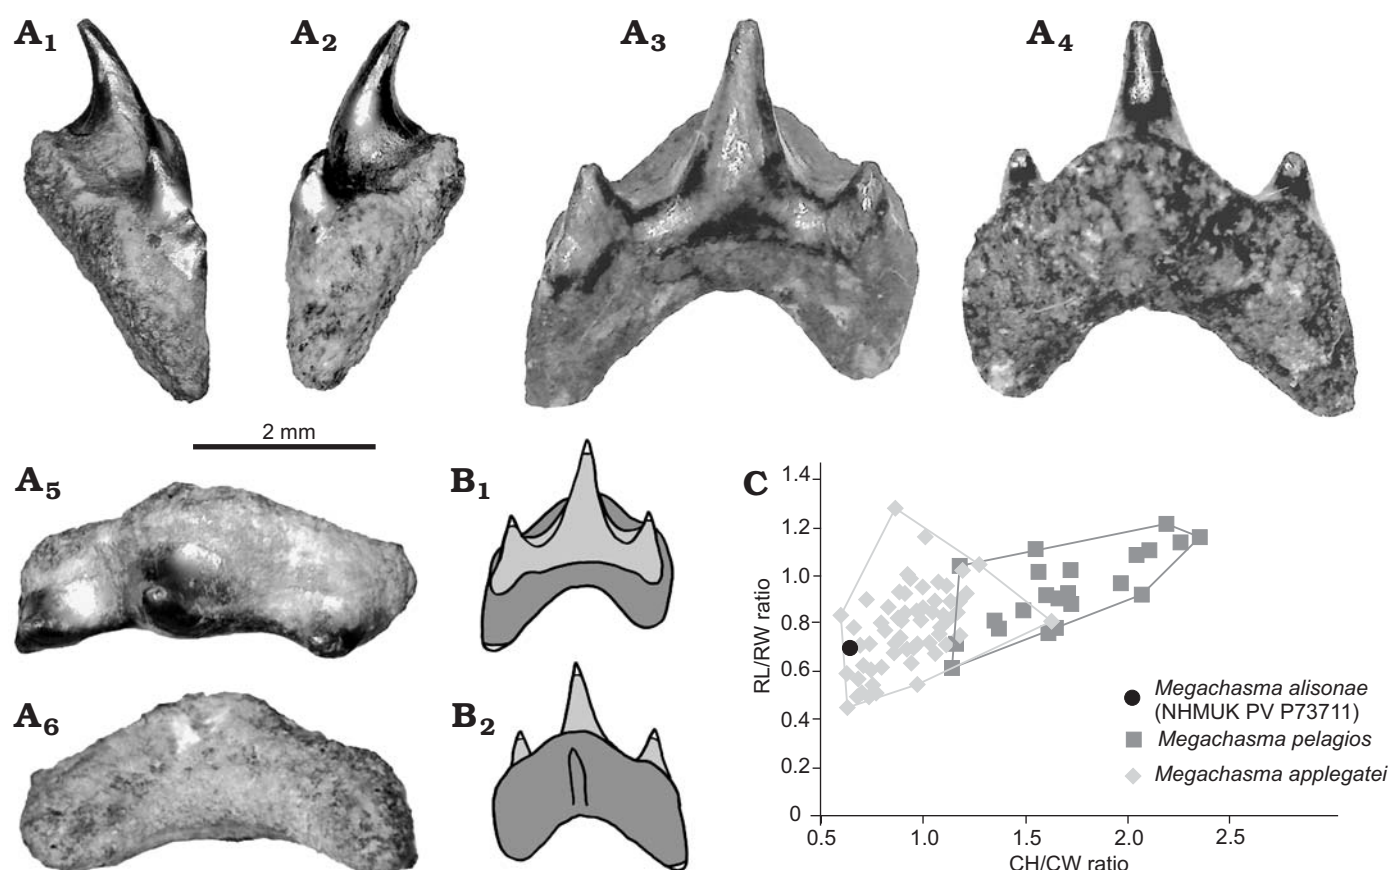 A1
A2
A3
A4
2 mm
A5
B1
C
1.4
1.2
1.0
0.8
0.6
0.4
0.2
0
RL/RW ratio
Megachasma alisonae
(NHMUK PV P73711)
Megachasma pelagios
Megachasma applegatei
0.5
1.0
1.5
2.0
2.5
CH/CW ratio
A6
B2